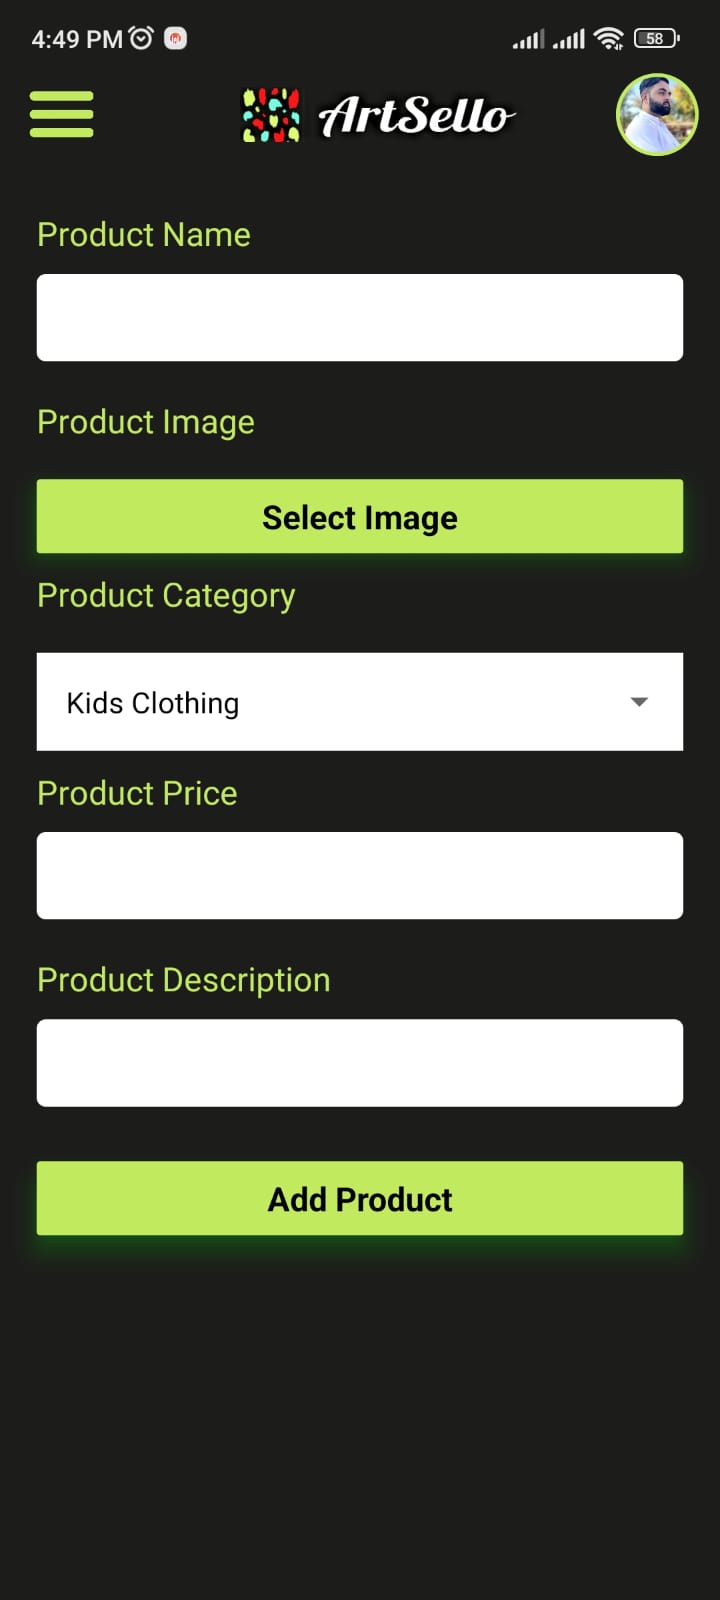 4:49 PM
58
ArtSello
Product Name
Product Image
Select Image
Product Category
Kids Clothing
Product Price
Product Description
Add Product